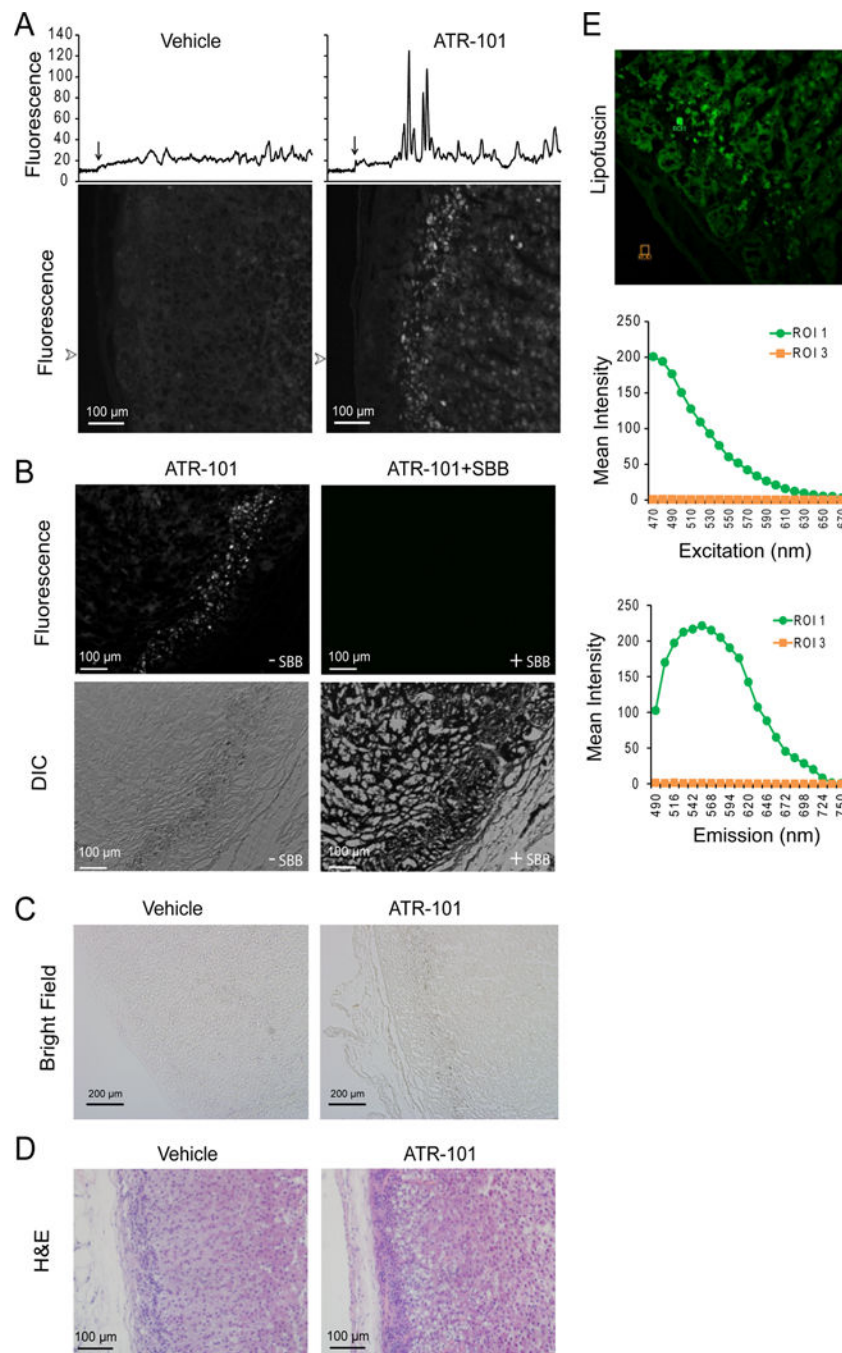 A
Vehicle
ATR-101
Fluorescence
140
120
100
80
60
40
20
0
Fluorescence
100 µm
100 µm
B
ATR-101
ATR-101+SBB
Fluorescence
100 µm
- SBB
100 µm
+ SBB
DIC
100 µm
- SBB
100 µm
+ SBB
C
Vehicle
ATR-101
Bright Field
200 µm
200 µm
D
Vehicle
ATR-101
H&E
100 µm
100 µm
E
Lipofuscin
ROI 1
Mean Intensity
250
200
150
100
50
0
ROI 1
ROI 3
470
490
510
530
550
570
590
610
630
650
670
Excitation (nm)
Mean Intensity
250
200
150
100
50
0
ROI 1
ROI 3
490
516
542
568
594
620
646
672
698
724
750
Emission (nm)